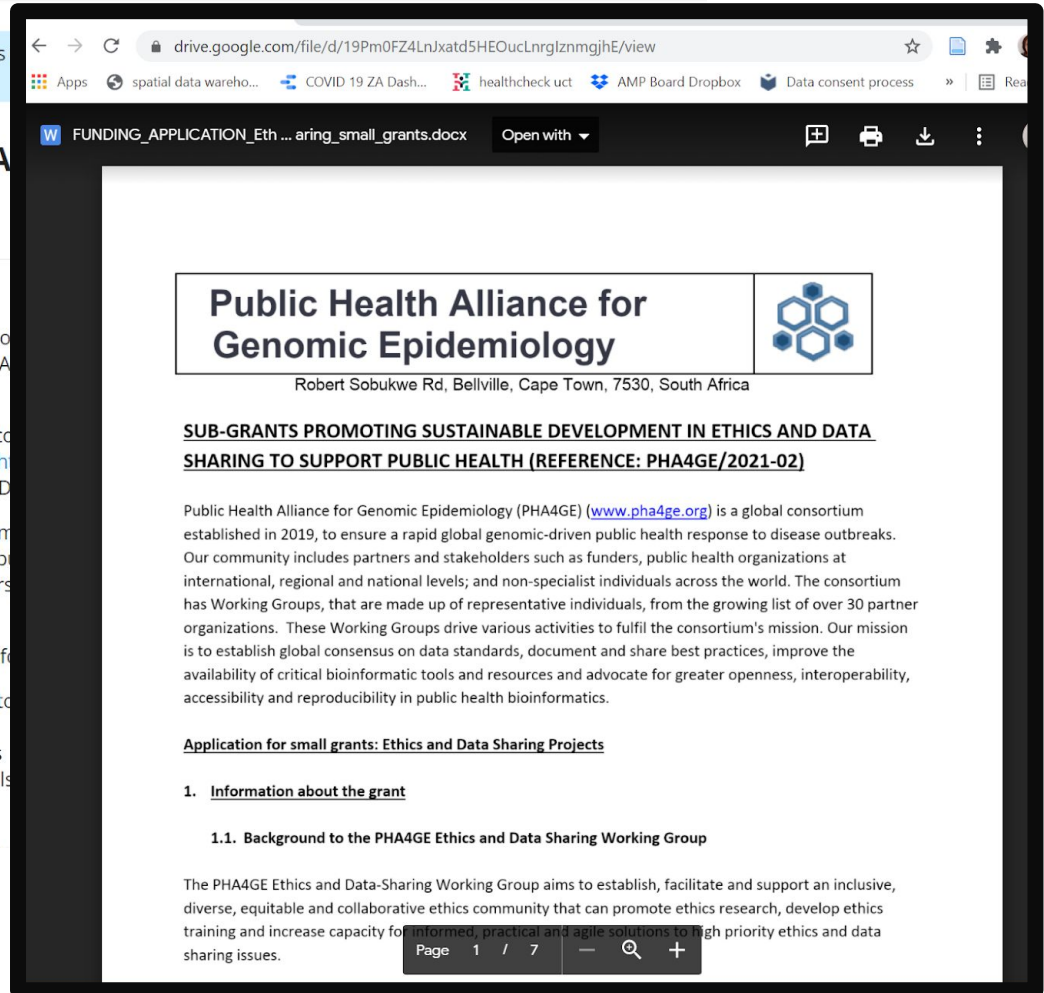 drive.google.com/file/d/19Pm0FZ4LnJxatd5HEOucLnrgIznmgjhE/view
Apps spatial data wareho... COVID 19 ZA Dash... healthcheck uct AMP Board Dropbox Data consent process »
W FUNDING_APPLICATION_Eth ... aring_small_grants.docx Open with
Public Health Alliance for
Genomic Epidemiology
Robert Sobukwe Rd, Bellville, Cape Town, 7530, South Africa
SUB-GRANTS PROMOTING SUSTAINABLE DEVELOPMENT IN ETHICS AND DATA
SHARING TO SUPPORT PUBLIC HEALTH (REFERENCE: PHA4GE/2021-02)
Public Health Alliance for Genomic Epidemiology (PHA4GE) (www.pha4ge.org) is a global consortium
established in 2019, to ensure a rapid global genomic-driven public health response to disease outbreaks.
Our community includes partners and stakeholders such as funders, public health organizations at
international, regional and national levels; and non-specialist individuals across the world. The consortium
has Working Groups, that are made up of representative individuals, from the growing list of over 30 partner
organizations. These Working Groups drive various activities to fulfil the consortium's mission. Our mission
is to establish global consensus on data standards, document and share best practices, improve the
availability of critical bioinformatic tools and resources and advocate for greater openness, interoperability,
accessibility and reproducibility in public health bioinformatics.
Application for small grants: Ethics and Data Sharing Projects
1. Information about the grant
1.1. Background to the PHA4GE Ethics and Data Sharing Working Group
The PHA4GE Ethics and Data-Sharing Working Group aims to establish, facilitate and support an inclusive,
diverse, equitable and collaborative ethics community that can promote ethics research, develop ethics
training and increase capacity for informed, practical and agile solutions to high priority ethics and data
sharing issues.
Page 1 / 7